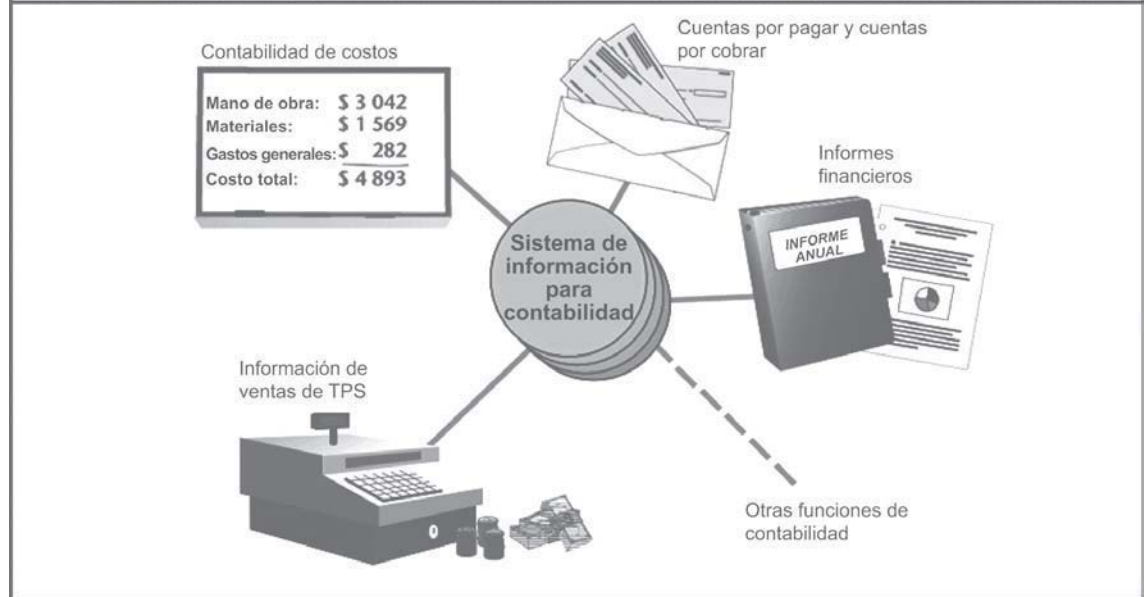 Contabilidad de costos
Mano de obra: $ 3 042
Materiales: $ 1 569
Gastos generales: $ 282
Costo total: $ 4 893
Cuentas por pagar y cuentas
por cobrar
Informes
financieros
INFORME
ANUAL
Sistema de
información
para
contabilidad
Información de
ventas de TPS
Otras funciones de
contabilidad